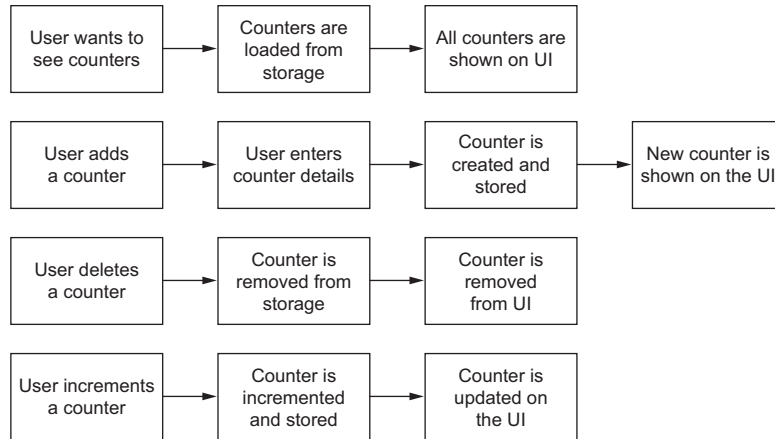 User wants to
see counters
Counters are
loaded from
storage
All counters are
shown on UI
User adds
a counter
User enters
counter details
Counter is
created and
stored
New counter is
shown on the UI
User deletes
a counter
Counter is
removed from
storage
Counter is
removed
from UI
User increments
a counter
Counter is
incremented
and stored
Counter is
updated on
the UI